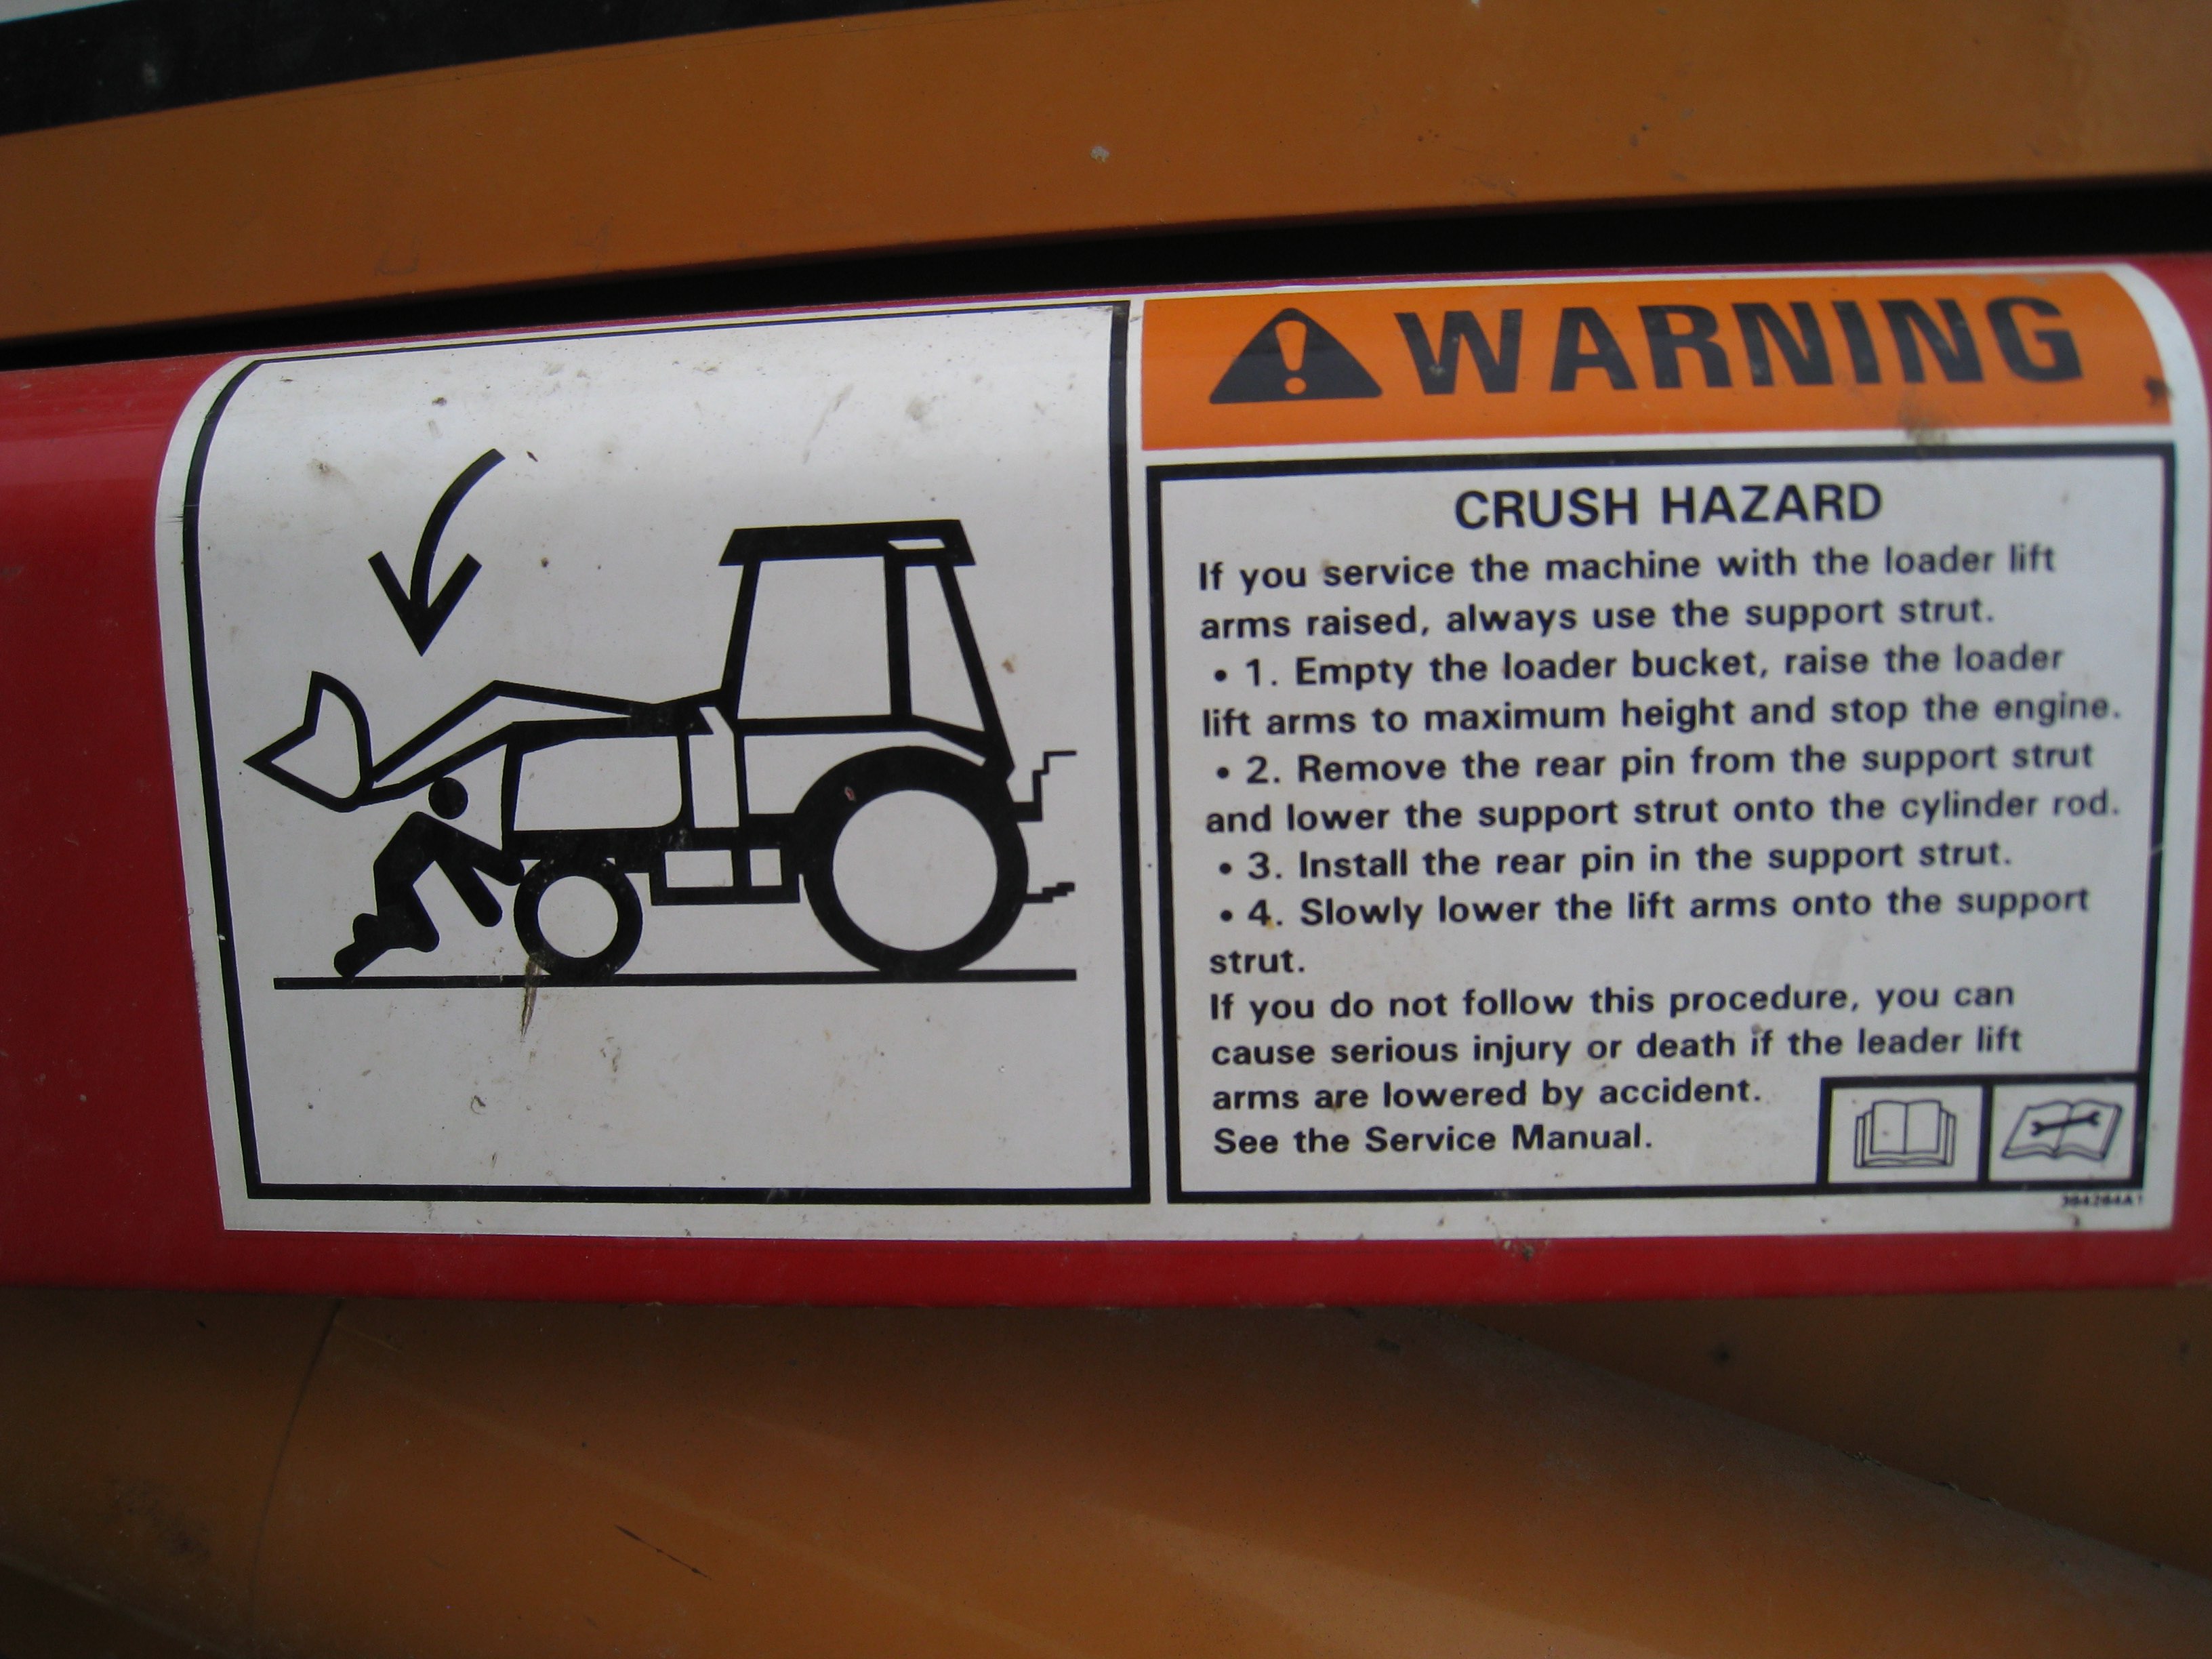 WARNING
CRUSH HAZARD
If you service the machine with the loader lift
arms raised, always use the support strut.
• 1. Empty the loader bucket, raise the loader
lift arms to maximum height and stop the engine.
• 2. Remove the rear pin from the support strut
and lower the support strut onto the cylinder rod.
• 3. Install the rear pin in the support strut.
• 4. Slowly lower the lift arms onto the support
strut.
If you do not follow this procedure, you can
cause serious injury or death if the leader lift
arms are lowered by accident.
See the Service Manual.